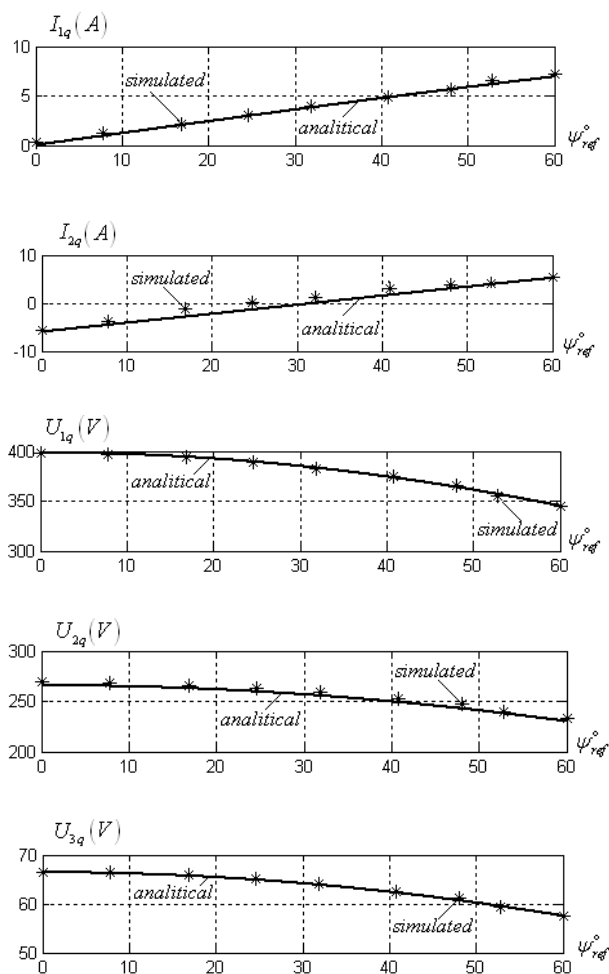 I₁q(A)
10
simulated
5
analitical
0
0 10 20 30 40 50 60
ψ°ref
I₂q(A)
10
simulated
0
analitical
-10
0 10 20 30 40 50 60
ψ°ref
U₁q(V)
400
analitical
350
simulated
300
0 10 20 30 40 50 60
ψ°ref
U₂q(V)
300
simulated
250
analitical
200
0 10 20 30 40 50 60
ψ°ref
U₃q(V)
70
analitical
60
simulated
50
0 10 20 30 40 50 60
ψ°ref